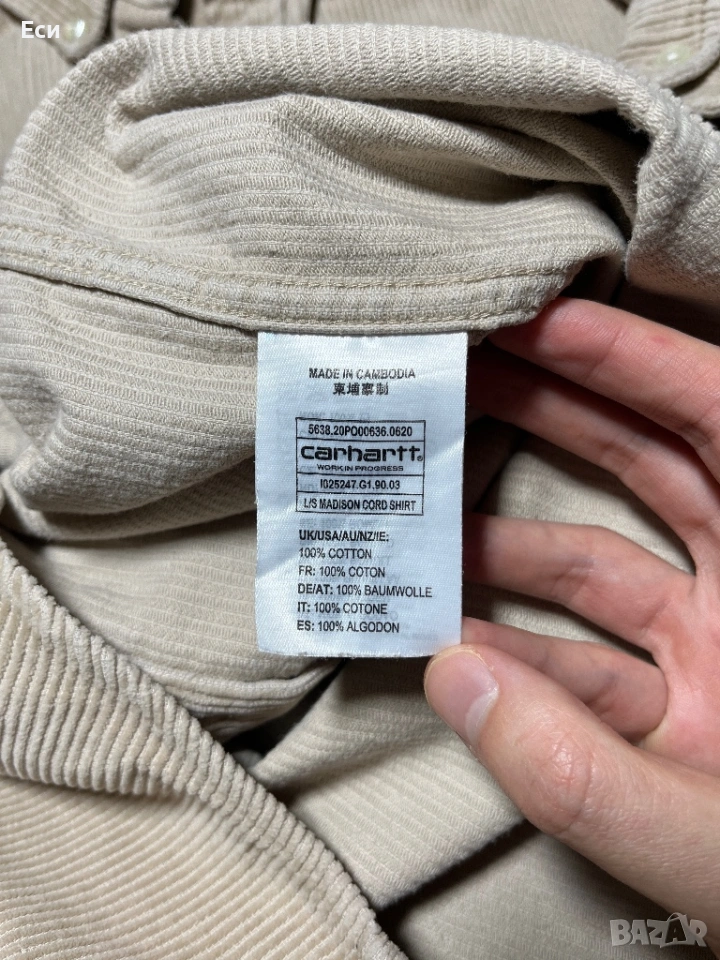 Еси
MADE IN CAMBODIA
柬埔寨制
5638.20PO00636.0620
carhartt.
WORK IN PROGRESS
I025247.G1.90.03
L/S MADISON CORD SHIRT
UK/USA/AU/NZ/IE:
100% COTTON
FR: 100% COTON
DE/AT: 100% BAUMWOLLE
IT: 100% COTONE
ES: 100% ALGODON
BAZAR